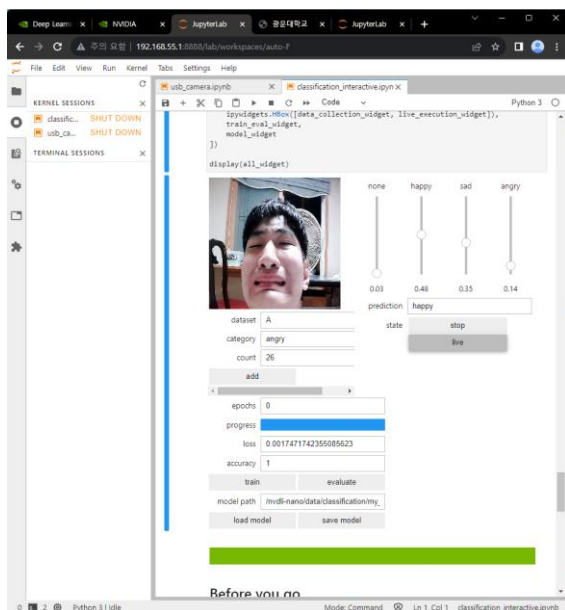 Deep Learni
NVIDIA
JupyterLab
광운대학교
JupyterLab
주의 요함 | 192.168.55.1:8888/lab/workspaces/auto-F
File Edit View Run Kernel Tabs Settings Help
KERNEL SESSIONS
classific... SHUT DOWN
usb_ca... SHUT DOWN
TERMINAL SESSIONS
usb_camera.ipynb
classification_interactive.ipyn
Code
Python 3
ipywidgets.HBox([data_collection_widget, live_execution_widget]),
train_eval_widget,
model_widget
])
display(all_widget)
none happy sad angry
0.03 0.48 0.35 0.14
prediction happy
state stop
live
dataset A
category angry
count 26
add
epochs 0
progress
loss 0.0017471742355085623
accuracy 1
train evaluate
model path /nvdli-nano/data/classification/my_
load model save model
Before you go
0 2 Python 3 | Idle Mode: Command Ln 1, Col 1 classification_interactive.ipynb